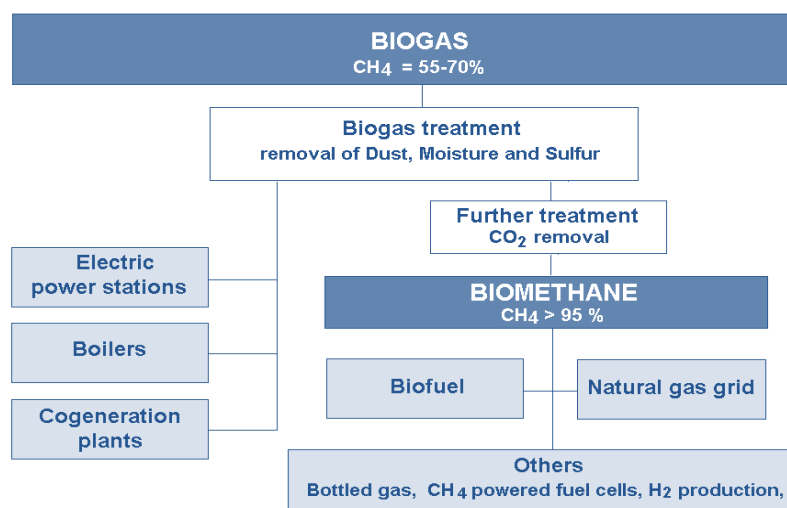 BIOGAS
CH4 = 55-70%
Biogas treatment
removal of Dust, Moisture and Sulfur
Further treatment
CO2 removal
Electric
power stations
BIOMETHANE
CH4 > 95 %
Boilers
Biofuel
Natural gas grid
Cogeneration
plants
Others
Bottled gas, CH4 powered fuel cells, H2 production,